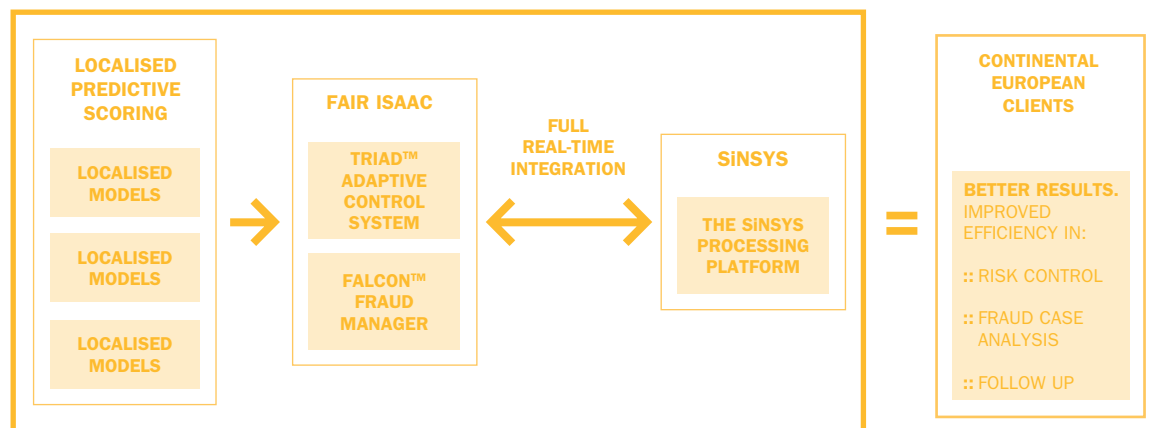 LOCALISED
PREDICTIVE
SCORING
LOCALISED
MODELS
LOCALISED
MODELS
LOCALISED
MODELS
FAIR ISAAC
TRIAD™
ADAPTIVE
CONTROL
SYSTEM
FALCON™
FRAUD
MANAGER
FULL
REAL-TIME
INTEGRATION
SiNSYS
THE SiNSYS
PROCESSING
PLATFORM
=
CONTINENTAL
EUROPEAN
CLIENTS
BETTER RESULTS.
IMPROVED
EFFICIENCY IN:
:: RISK CONTROL
:: FRAUD CASE
ANALYSIS
:: FOLLOW UP